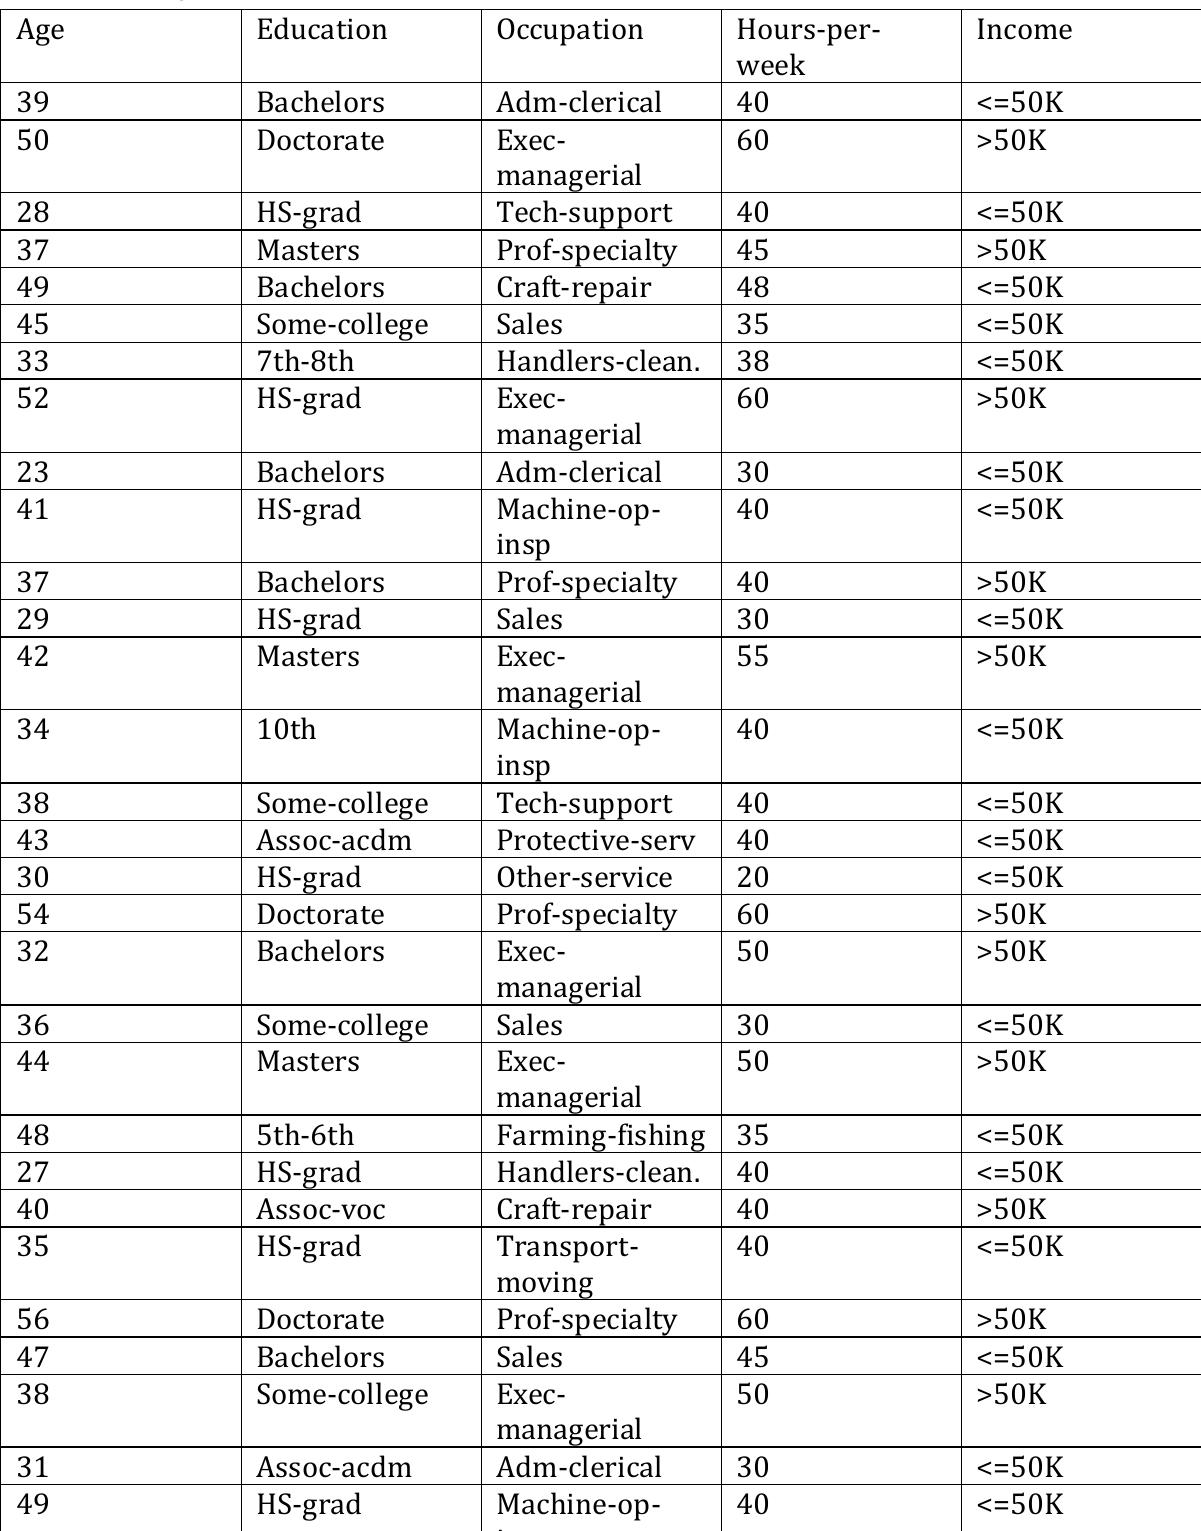 Age Education Occupation Hours-per- Income
week
39 Bachelors Adm-clerical 40 <=50K
50 Doctorate Exec- 60 >50K
managerial
28 HS-grad Tech-support 40 <=50K
37 Masters Prof-specialty 45 >50K
49 Bachelors Craft-repair 48 <=50K
45 Some-college Sales 35 <=50K
33 7th-8th Handlers-clean. 38 <=50K
52 HS-grad Exec- 60 >50K
managerial
23 Bachelors Adm-clerical 30 <=50K
41 HS-grad Machine-op- 40 <=50K
insp
37 Bachelors Prof-specialty 40 >50K
29 HS-grad Sales 30 <=50K
42 Masters Exec- 55 >50K
managerial
34 10th Machine-op- 40 <=50K
insp
38 Some-college Tech-support 40 <=50K
43 Assoc-acdm Protective-serv 40 <=50K
30 HS-grad Other-service 20 <=50K
54 Doctorate Prof-specialty 60 >50K
32 Bachelors Exec- 50 >50K
managerial
36 Some-college Sales 30 <=50K
44 Masters Exec- 50 >50K
managerial
48 5th-6th Farming-fishing 35 <=50K
27 HS-grad Handlers-clean. 40 <=50K
40 Assoc-voc Craft-repair 40 >50K
35 HS-grad Transport- 40 <=50K
moving
56 Doctorate Prof-specialty 60 >50K
47 Bachelors Sales 45 <=50K
38 Some-college Exec- 50 >50K
managerial
31 Assoc-acdm Adm-clerical 30 <=50K
49 HS-grad Machine-op- 40 <=50K